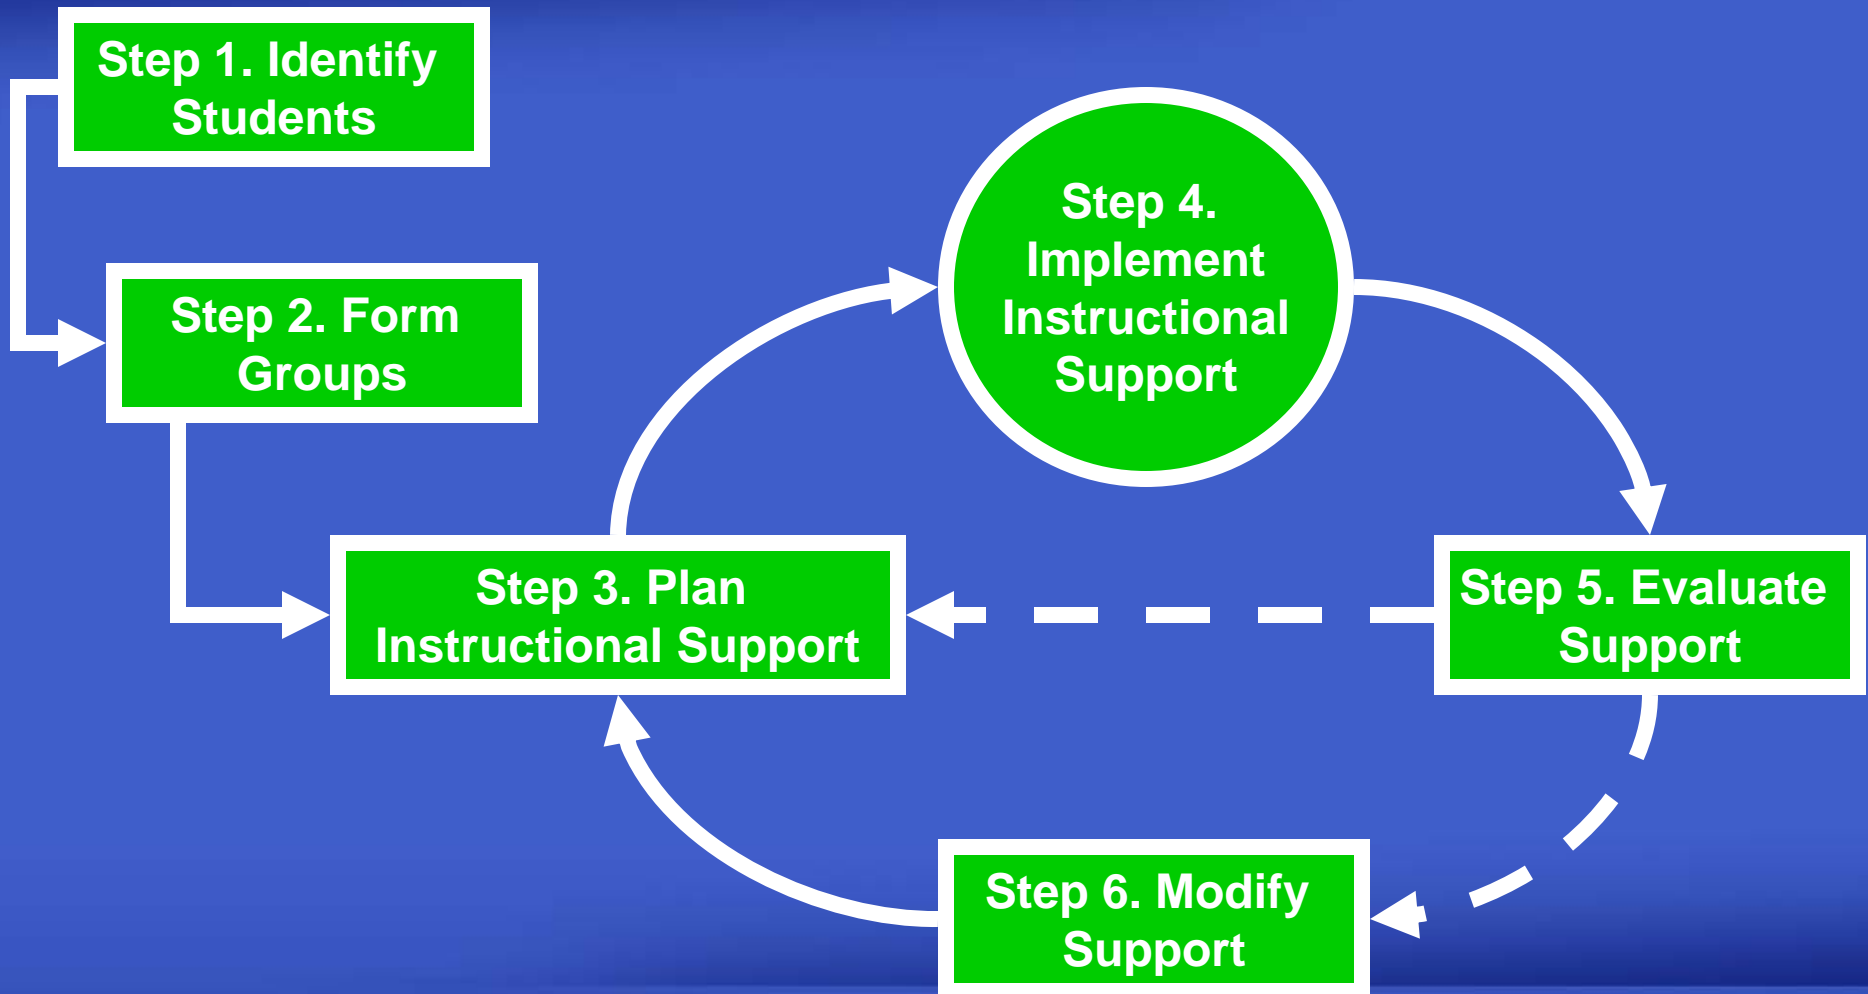 Step 1. Identify
Students
Step 2. Form
Groups
Step 3. Plan
Instructional Support
Step 4.
Implement
Instructional
Support
Step 5. Evaluate
Support
Step 6. Modify
Support